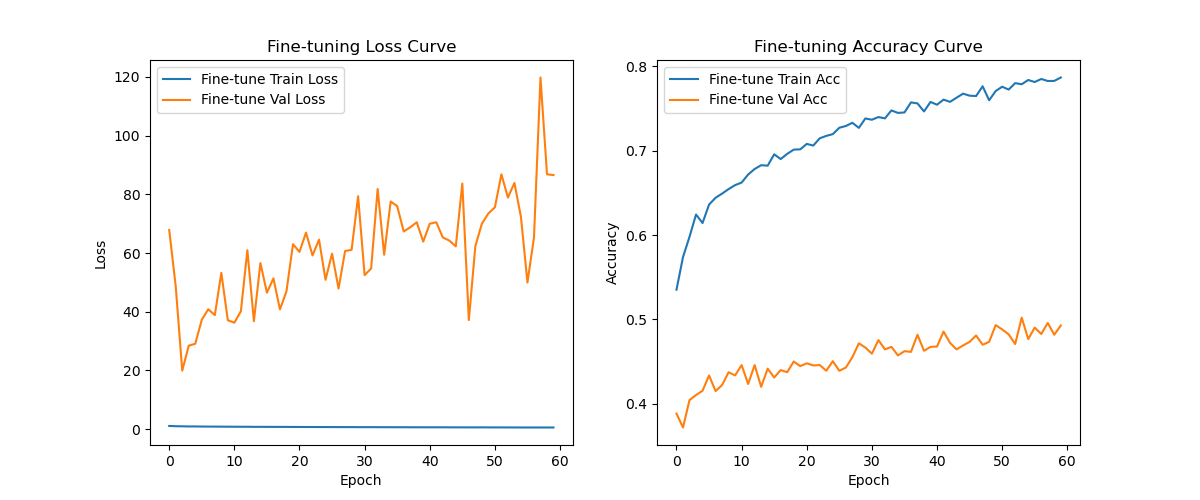 Fine-tuning Loss Curve
Fine-tune Train Loss
Fine-tune Val Loss
120
100
80
60
40
20
0
Loss
0 10 20 30 40 50 60
Epoch
Fine-tuning Accuracy Curve
Fine-tune Train Acc
Fine-tune Val Acc
0.8
0.7
0.6
0.5
0.4
Accuracy
0 10 20 30 40 50 60
Epoch